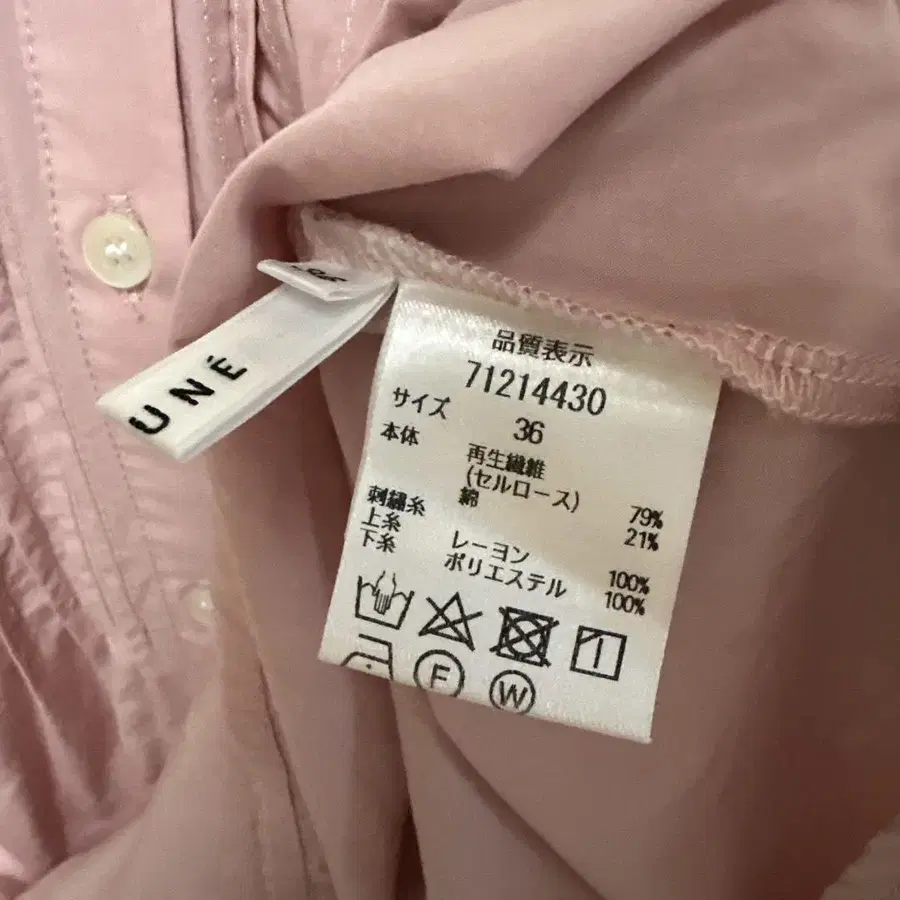 UNÉ
品質表示
71214430
サイズ 36
本体 再生繊維
(セルロース) 79%
綿 21%
刺繍糸
上糸 レーヨン 100%
下糸 ポリエステル 100%
F W